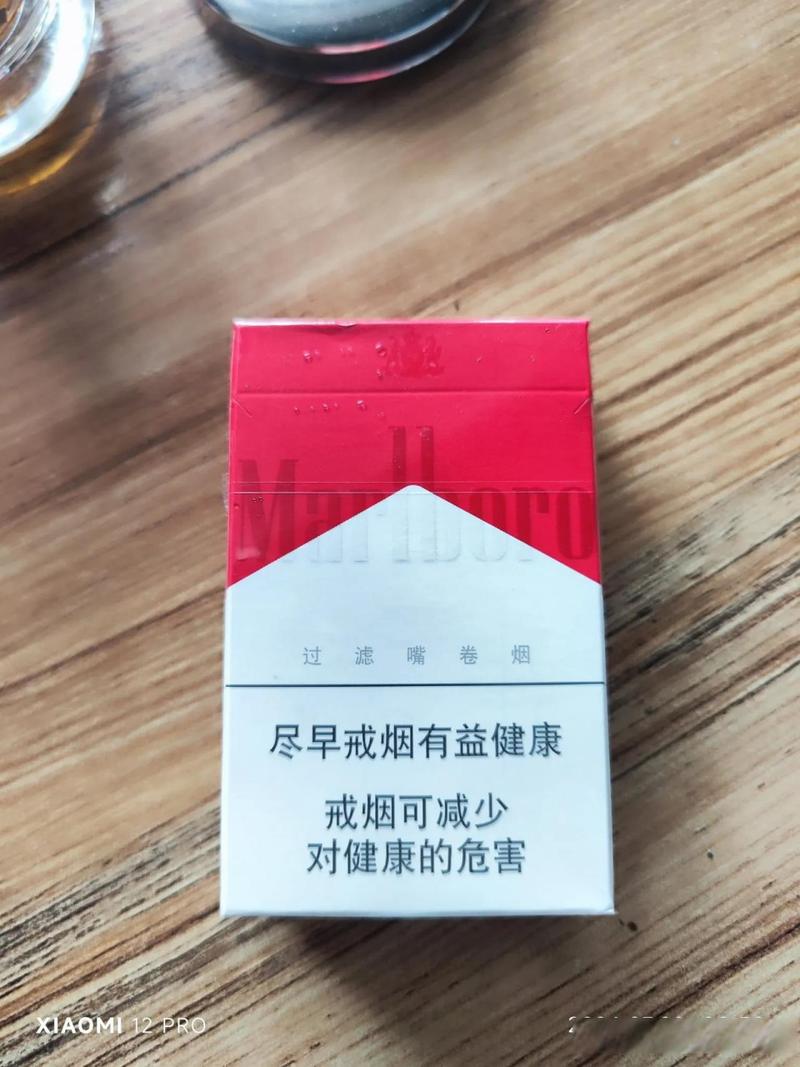 Marlboro
过滤嘴卷烟
尽早戒烟有益健康
戒烟可减少
对健康的危害
XIAOMI 12 PRO